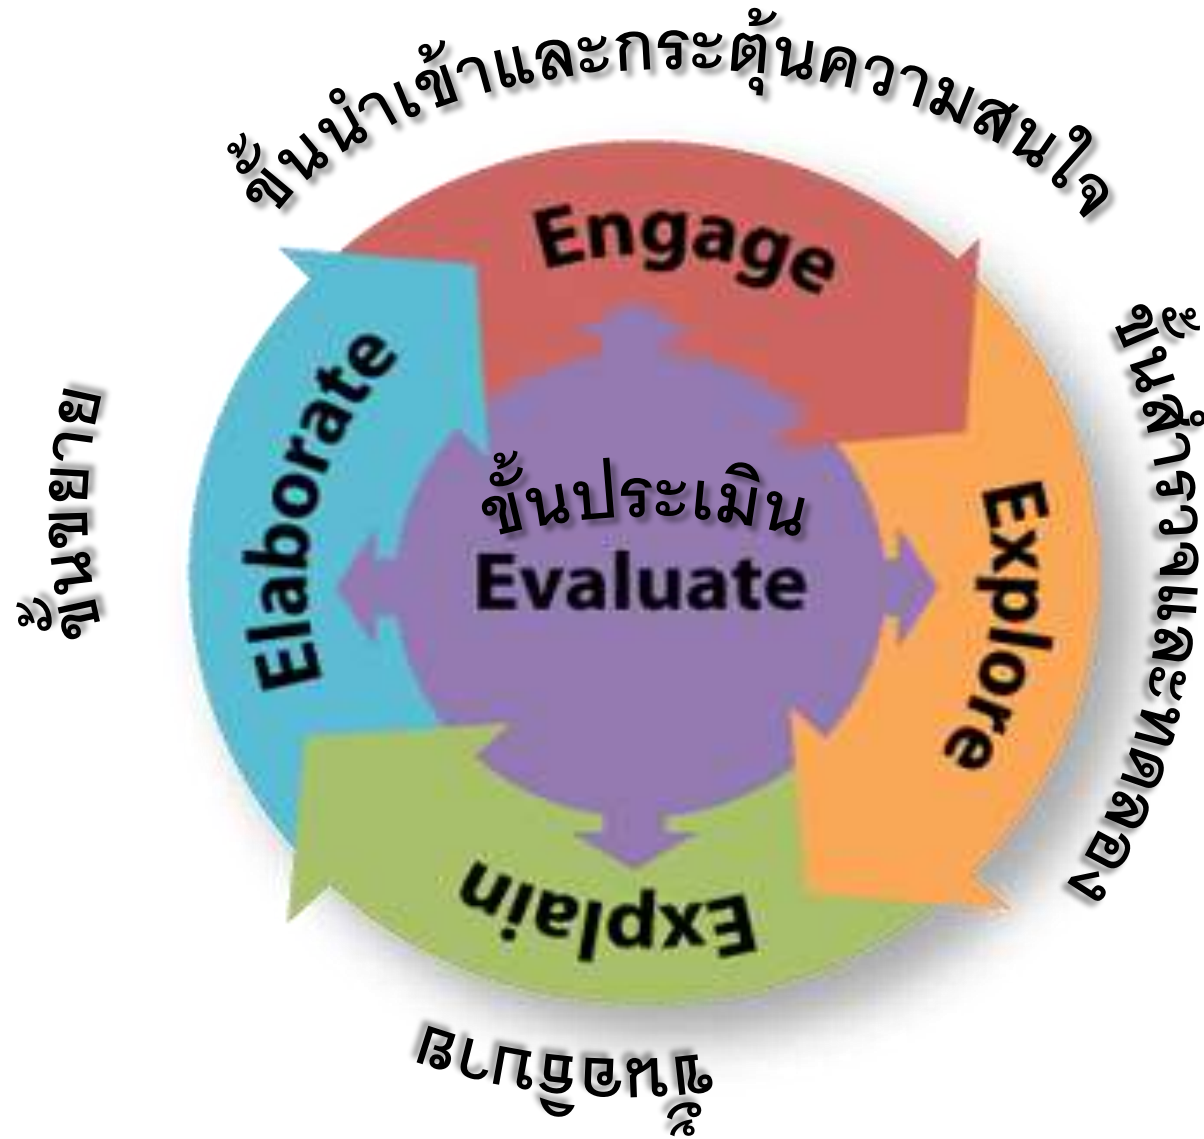 ขั้นนำเข้าและกระตุ้นความสนใจ
Engage
ขั้นสำรวจและทดลอง
Explore
ขั้นอธิบาย
Explain
ขั้นขยาย
Elaborate
ขั้นประเมิน
Evaluate